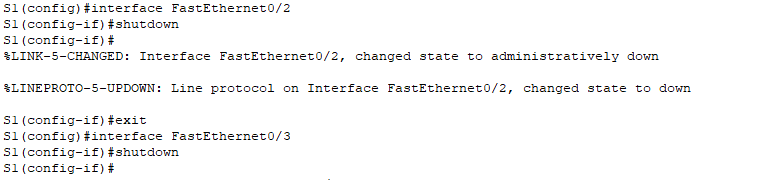 S1(config)#interface FastEthernet0/2
S1(config-if)#shutdown
S1(config-if)#
%LINK-5-CHANGED: Interface FastEthernet0/2, changed state to administratively down
%LINEPROTO-5-UPDOWN: Line protocol on Interface FastEthernet0/2, changed state to down
S1(config-if)#exit
S1(config)#interface FastEthernet0/3
S1(config-if)#shutdown
S1(config-if)#